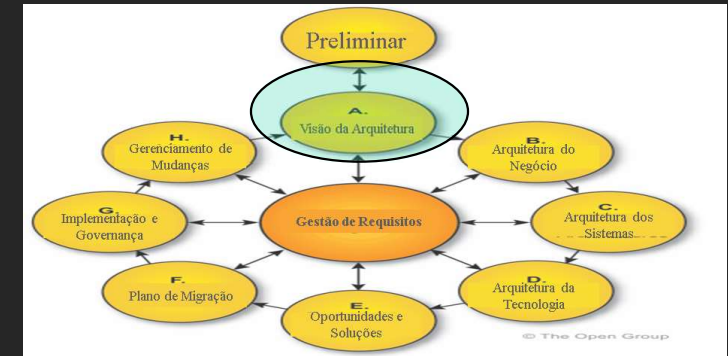 Preliminar
A.
Visão da Arquitetura
H.
Gerenciamento de
Mudanças
B.
Arquitetura do
Negócio
G.
Implementação e
Governança
Gestão de Requisitos
C.
Arquitetura dos
Sistemas
F.
Plano de Migração
D.
Arquitetura da
Tecnologia
E.
Oportunidades e
Soluções
© The Open Group